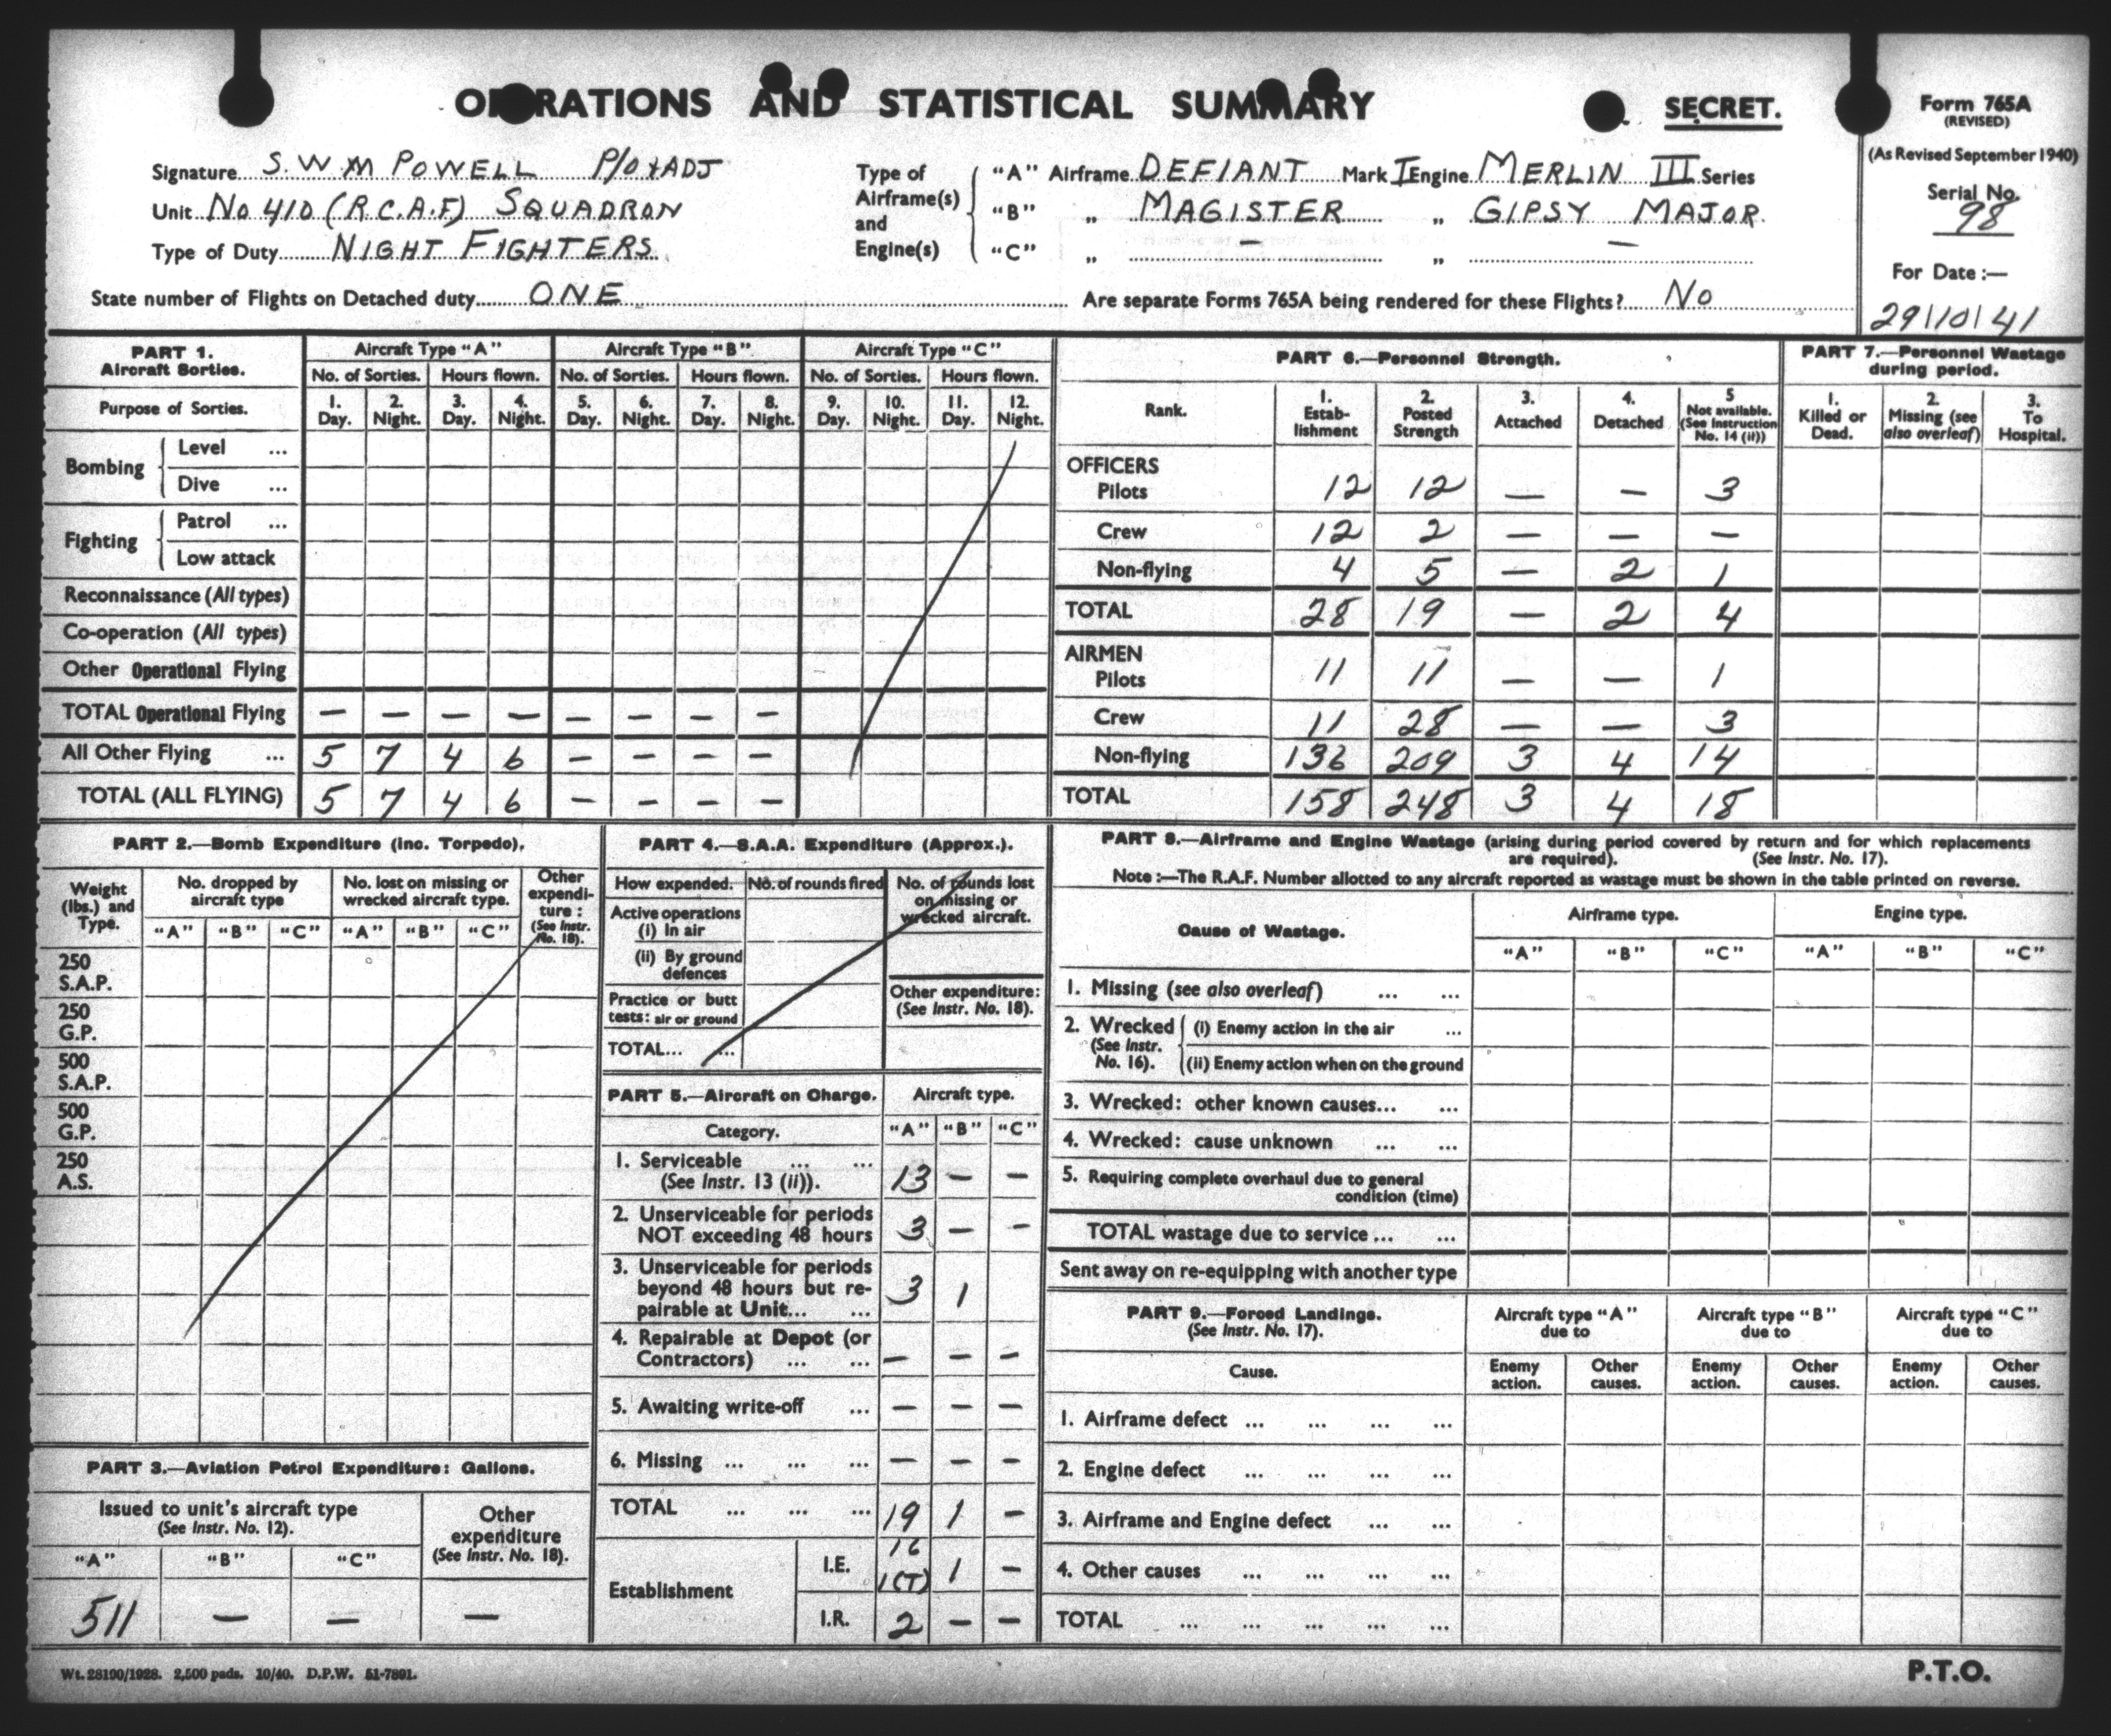 OPERATIONS AND STATISTICAL SUMMARY
SECRET.
Form 765A
(REVISED)
(As Revised September 1940)
Serial No.
98
For Date :—
29/10/41
Signature S. W M POWELL P/O & ADJ
Unit No 410 (R.C.A.F) SQUADRON
Type of Duty NIGHT FIGHTERS
Type of Airframe(s) and Engine(s)
"A" Airframe DEFIANT Mark I Engine MERLIN III Series
"B" „ MAGISTER „ GIPSY MAJOR
"C" „ — „ —
State number of Flights on Detached duty ONE
Are separate Forms 765A being rendered for these Flights? No
PART 1.
Aircraft Sorties.
Aircraft Type "A" Aircraft Type "B" Aircraft Type "C"
No. of Sorties. Hours flown. No. of Sorties. Hours flown. No. of Sorties. Hours flown.
Purpose of Sorties.
1. Day. 2. Night. 3. Day. 4. Night. 5. Day. 6. Night. 7. Day. 8. Night. 9. Day. 10. Night. 11. Day. 12. Night.
Bombing
Level ...
Dive ...
Fighting
Patrol ...
Low attack
Reconnaissance (All types)
Co-operation (All types)
Other Operational Flying
TOTAL Operational Flying — — — — — — — —
All Other Flying ... 5 7 4 6 — — — —
TOTAL (ALL FLYING) 5 7 4 6 — — — —
PART 6.—Personnel Strength.
Rank.
1. Estab-lishment
2. Posted Strength
3. Attached
4. Detached
5 Not available. (See Instruction No. 14 (ii))
OFFICERS
Pilots 12 12 — — 3
Crew 12 2 — — —
Non-flying 4 5 — 2 1
TOTAL 28 19 — 2 4
AIRMEN
Pilots 11 11 — — 1
Crew 11 28 — — 3
Non-flying 136 209 3 4 14
TOTAL 158 248 3 4 18
PART 7.—Personnel Wastage during period.
1. Killed or Dead.
2. Missing (see also overleaf)
3. To Hospital.
PART 2.—Bomb Expenditure (Inc. Torpedo).
Weight (lbs.) and Type.
No. dropped by aircraft type
No. lost on missing or wrecked aircraft type.
Other expendi-ture : (See Instr. No. 18).
"A" "B" "C" "A" "B" "C"
250 S.A.P.
250 G.P.
500 S.A.P.
500 G.P.
250 A.S.
PART 3.—Aviation Petrol Expenditure: Gallons.
Issued to unit's aircraft type
(See Instr. No. 12).
Other expenditure
(See Instr. No. 18).
"A" "B" "C"
511 — — —
PART 4.—S.A.A. Expenditure (Approx.).
How expended. No. of rounds fired No. of rounds lost on missing or wrecked aircraft.
Active operations
(i) In air
(ii) By ground defences
Practice or butt tests: air or ground
Other expenditure:
(See Instr. No. 18).
TOTAL... ...
PART 5.—Aircraft on Charge. Aircraft type.
Category. "A" "B" "C"
1. Serviceable ... ...
(See Instr. 13 (ii)). 13 — —
2. Unserviceable for periods
NOT exceeding 48 hours 3 — —
3. Unserviceable for periods
beyond 48 hours but re-
pairable at Unit... ... 3 1
4. Repairable at Depot (or
Contractors) ... ... — — —
5. Awaiting write-off ... — — —
6. Missing ... ... ... — — —
TOTAL ... ... ... 19 1 —
Establishment
I.E. 16 1(T) 1 —
I.R. 2 — —
PART 8.—Airframe and Engine Wastage (arising during period covered by return and for which replacements
are required). (See Instr. No. 17).
Note :—The R.A.F. Number allotted to any aircraft reported as wastage must be shown in the table printed on reverse.
Cause of Wastage. Airframe type. Engine type.
"A" "B" "C" "A" "B" "C"
1. Missing (see also overleaf) ... ...
2. Wrecked (See Instr. No. 16).
(i) Enemy action in the air ...
(ii) Enemy action when on the ground
3. Wrecked: other known causes... ...
4. Wrecked: cause unknown ... ...
5. Requiring complete overhaul due to general
condition (time)
TOTAL wastage due to service ... ...
Sent away on re-equipping with another type
PART 9.—Forced Landings.
(See Instr. No. 17).
Aircraft type "A" due to Aircraft type "B" due to Aircraft type "C" due to
Cause. Enemy action. Other causes. Enemy action. Other causes. Enemy action. Other causes.
1. Airframe defect ... ... ... ...
2. Engine defect ... ... ... ...
3. Airframe and Engine defect ... ...
4. Other causes ... ... ... ...
TOTAL ... ... ... ... ...
Wt. 28190/1928. 2,500 pads. 10/40. D.P.W. 51-7891.
P.T.O.